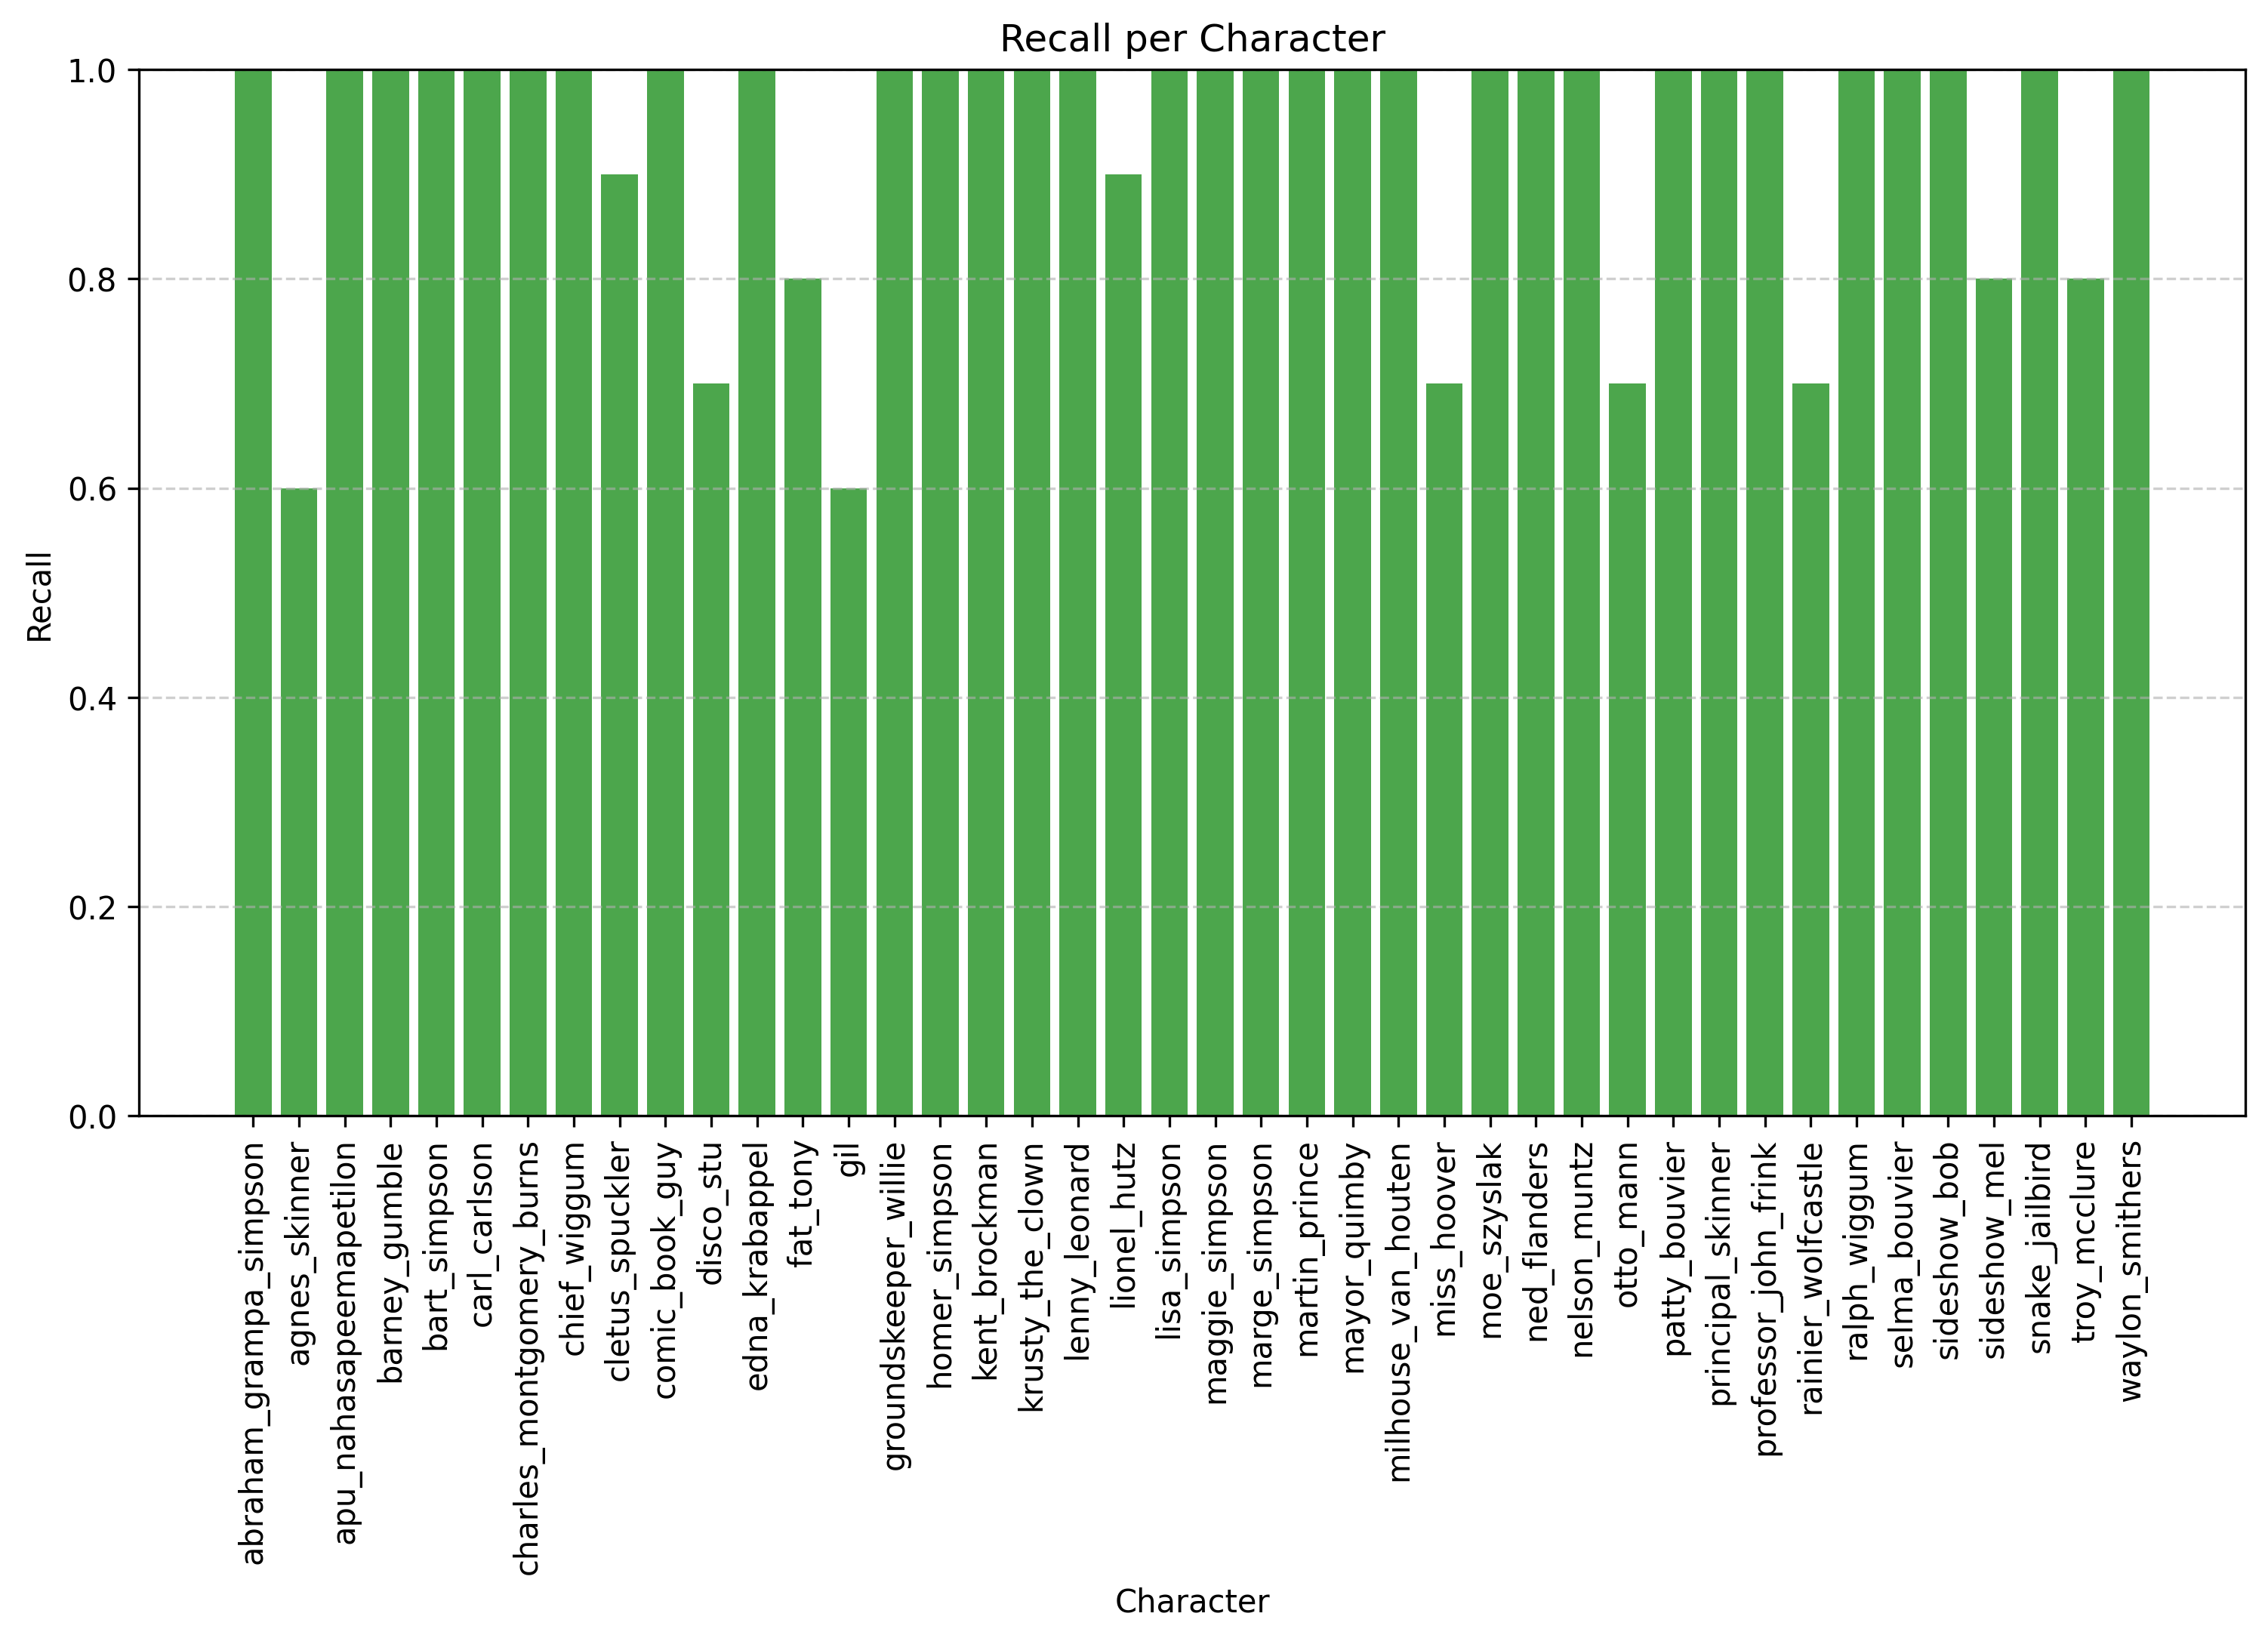 Recall per Character
1.0
0.8
0.6
0.4
0.2
0.0
Recall
abraham_grampa_simpson
agnes_skinner
apu_nahasapeemapetilon
barney_gumble
bart_simpson
carl_carlson
charles_montgomery_burns
chief_wiggum
cletus_spuckler
comic_book_guy
disco_stu
edna_krabappel
fat_tony
gil
groundskeeper_willie
homer_simpson
kent_brockman
krusty_the_clown
lenny_leonard
lionel_hutz
lisa_simpson
maggie_simpson
marge_simpson
martin_prince
mayor_quimby
milhouse_van_houten
miss_hoover
moe_szyslak
ned_flanders
nelson_muntz
otto_mann
patty_bouvier
principal_skinner
professor_john_frink
rainier_wolfcastle
ralph_wiggum
selma_bouvier
sideshow_bob
sideshow_mel
snake_jailbird
troy_mcclure
waylon_smithers
Character